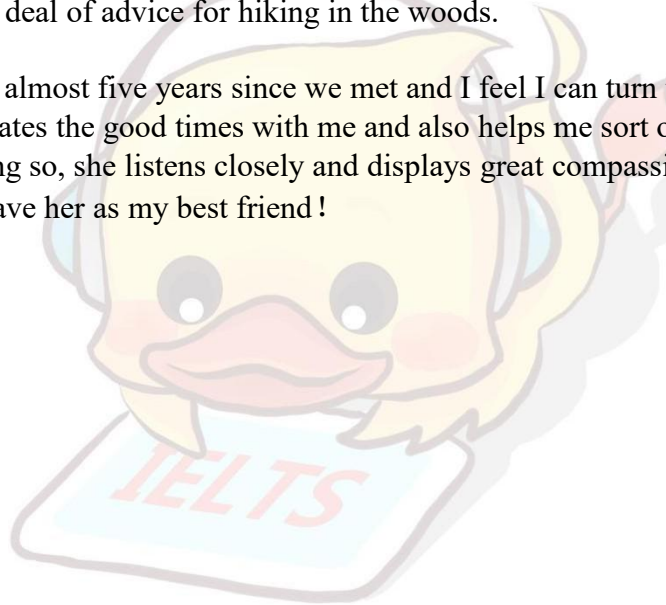 deal of advice for hiking in the woods.
almost five years since we met and I feel I can turn
ates the good times with me and also helps me sort o
ng so, she listens closely and displays great compassi
ave her as my best friend!
IELTS